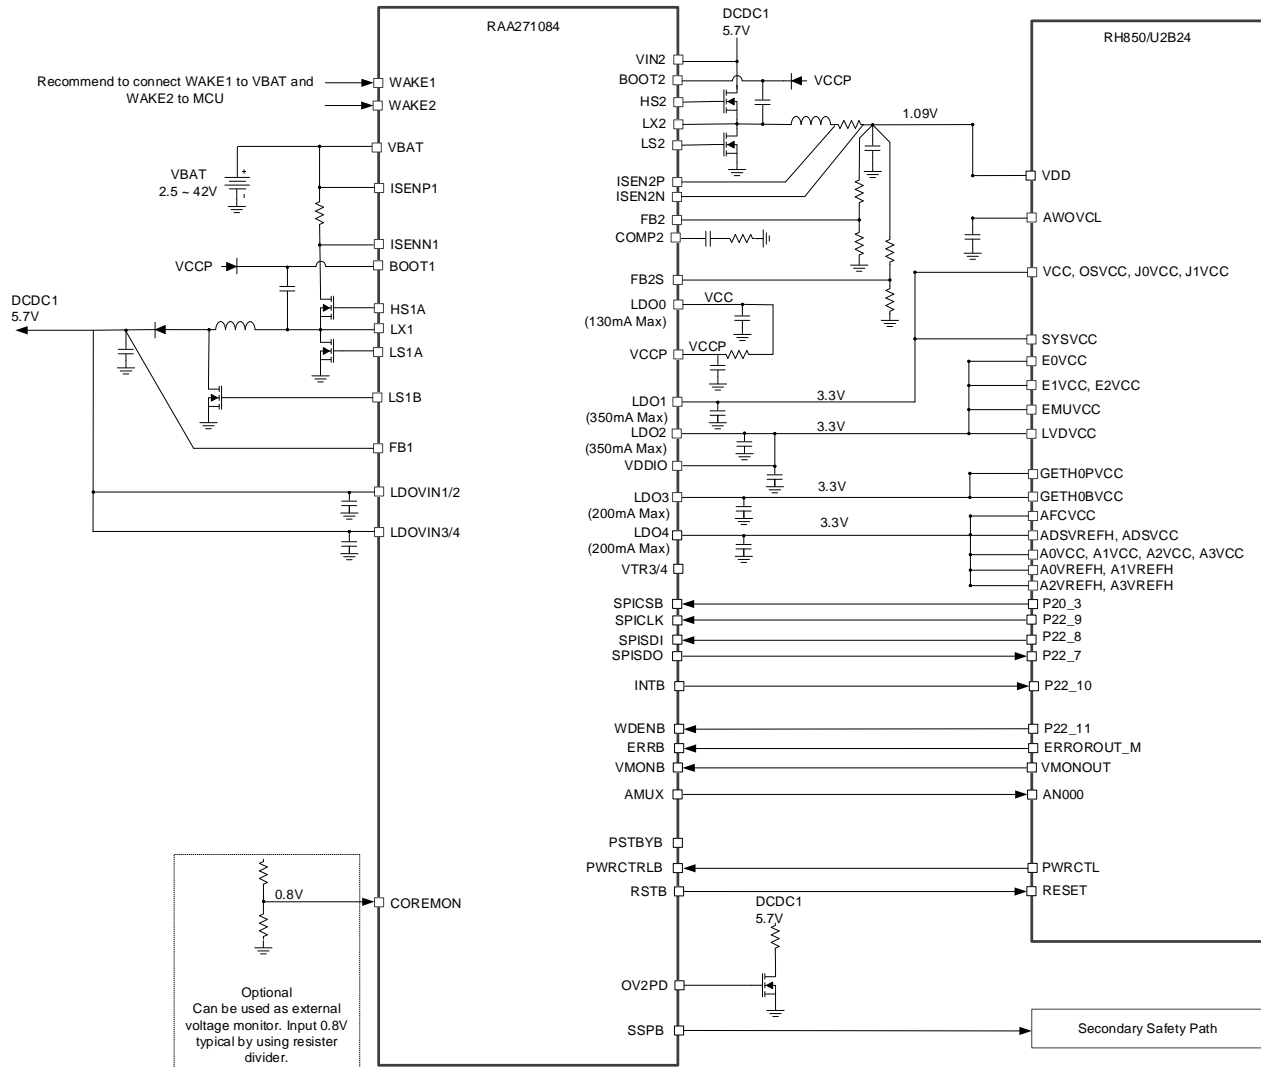 RAA271084
RH850/U2B24
Recommend to connect WAKE1 to VBAT and
WAKE2 to MCU
WAKE1
WAKE2
VBAT
VBAT
2.5 ~ 42V
+
-
ISENP1
ISENN1
VCCP
BOOT1
DCDC1
5.7V
HS1A
LX1
LS1A
LS1B
FB1
LDOVIN1/2
LDOVIN3/4
0.8V
COREMON
Optional
Can be used as external
voltage monitor. Input 0.8V
typical by using resister
divider.
DCDC1
5.7V
VIN2
BOOT2
VCCP
HS2
LX2
1.09V
LS2
ISEN2P
ISEN2N
FB2
COMP2
FB2S
LDO0
(130mA Max)
VCC
VCCP
VCCP
LDO1
(350mA Max)
3.3V
LDO2
(350mA Max)
3.3V
VDDIO
LDO3
(200mA Max)
3.3V
LDO4
(200mA Max)
3.3V
VTR3/4
SPICSB
SPICLK
SPISDI
SPISDO
INTB
WDENB
ERRB
VMONB
AMUX
PSTBYB
PWRCTRLB
RSTB
DCDC1
5.7V
OV2PD
SSPB
VDD
AWOVCL
VCC, OSVCC, J0VCC, J1VCC
SYSVCC
E0VCC
E1VCC, E2VCC
EMUVCC
LVDVCC
GETH0PVCC
GETH0BVCC
AFCVCC
ADSVREFH, ADSVCC
A0VCC, A1VCC, A2VCC, A3VCC
A0VREFH, A1VREFH
A2VREFH, A3VREFH
P20_3
P22_9
P22_8
P22_7
P22_10
P22_11
ERROROUT_M
VMONOUT
AN000
PWRCTL
RESET
Secondary Safety Path